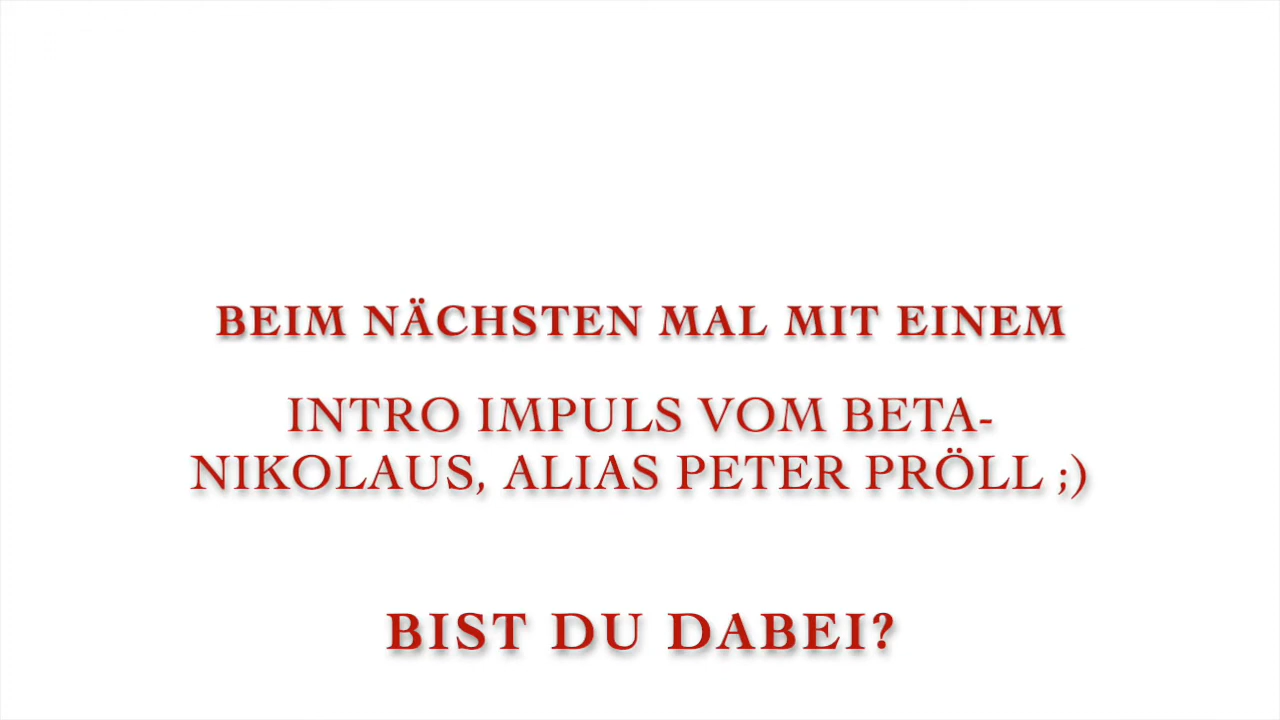 BEIM NÄCHSTEN MAL MIT EINEM
INTRO IMPULS VOM BETA-
NIKOLAUS, ALIAS PETER PRÖLL ;)
BIST DU DABEI?